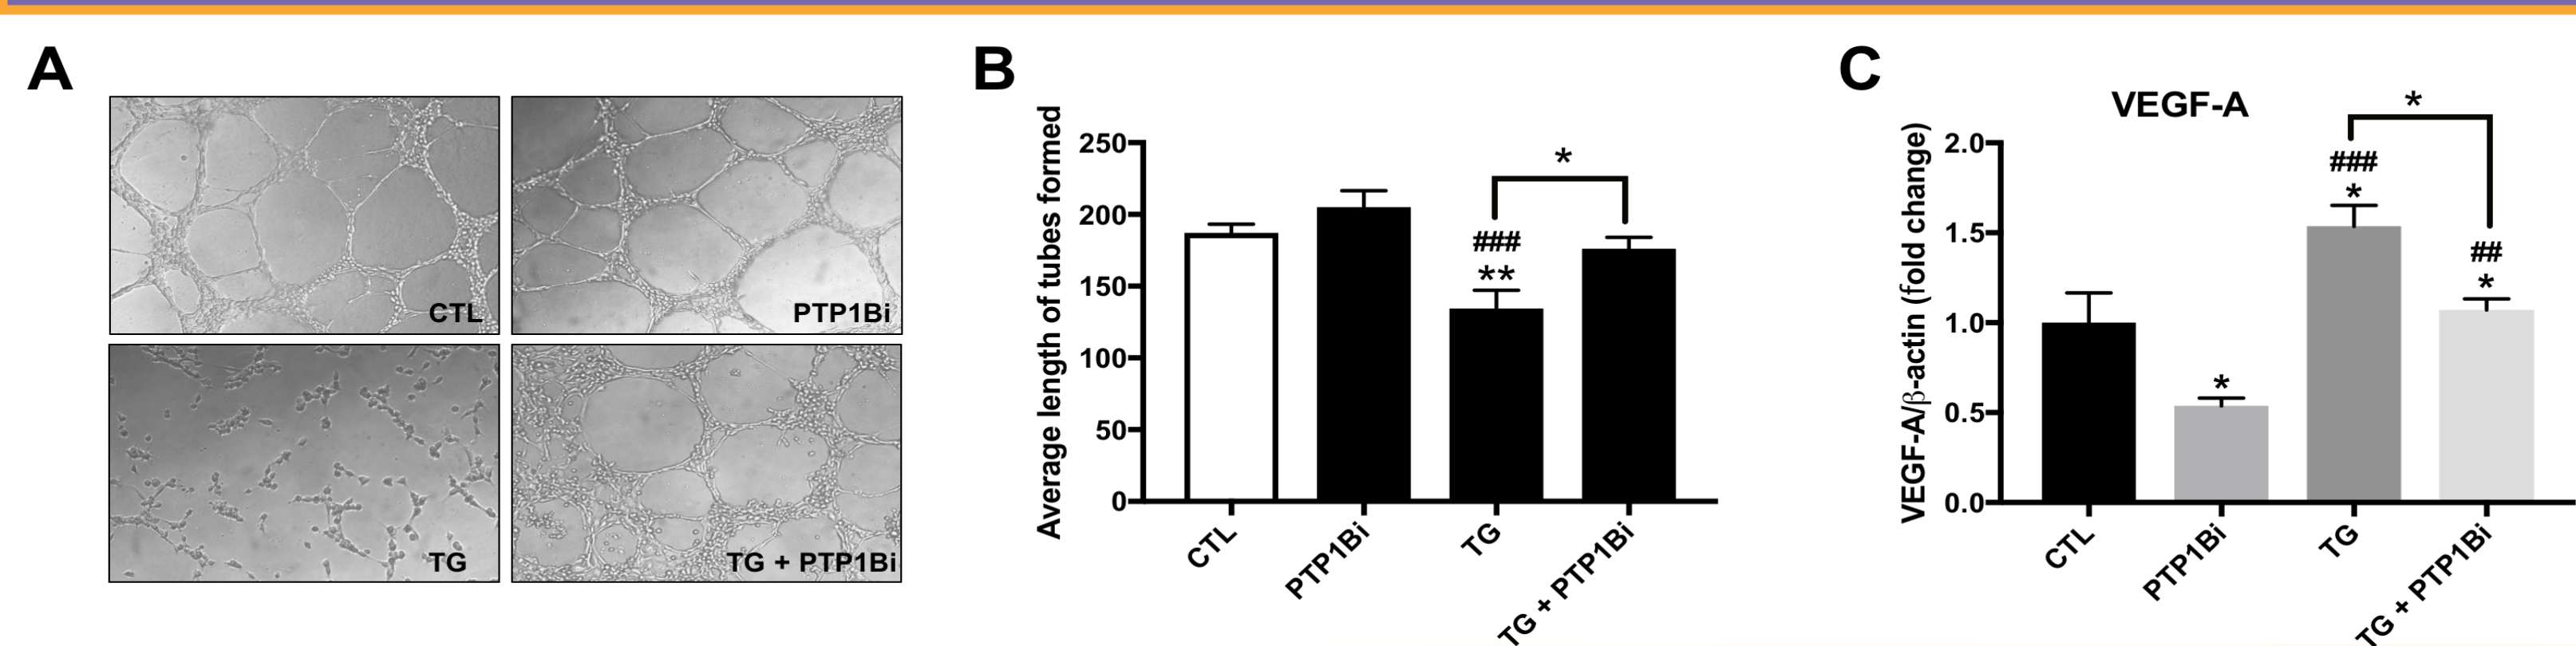 A
CTL
PTP1Bi
TG
TG + PTP1Bi
B
Average length of tubes formed
250
200
150
100
50
0
*
###
**
CTL
PTP1Bi
TG
TG + PTP1Bi
C
VEGF-A
VEGF-A/β-actin (fold change)
2.0
1.5
1.0
0.5
0.0
*
###
*
##
*
*
CTL
PTP1Bi
TG
TG + PTP1Bi